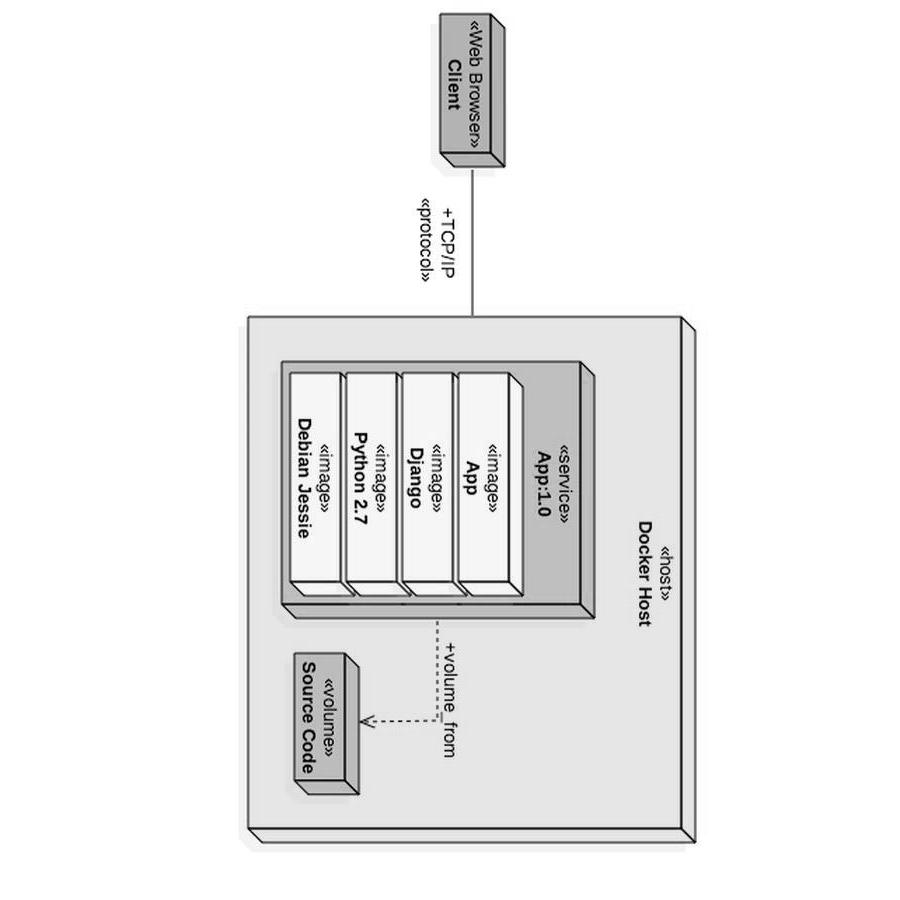 «Web Browser»
Client
+TCP/IP
«protocol»
«host»
Docker Host
«service»
App:1.0
«image»
App
«image»
Django
«image»
Python 2.7
«image»
Debian Jessie
+volume_from
«volume»
Source Code